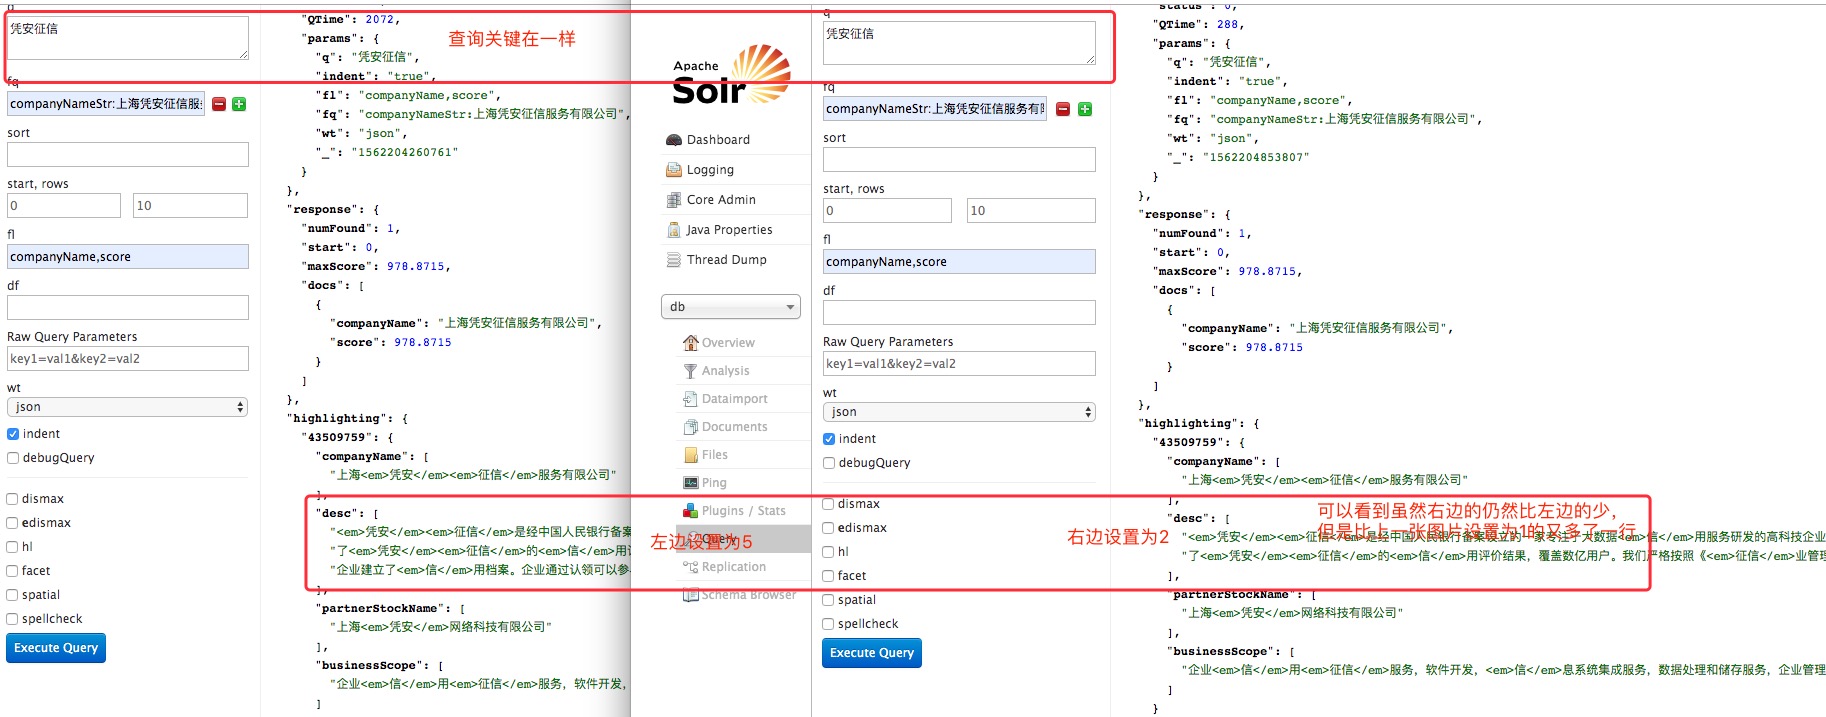 q
凭安征信
fq
companyNameStr:上海凭安征信服
sort
start, rows
0
10
fl
companyName,score
df
Raw Query Parameters
key1=val1&key2=val2
wt
json
indent
debugQuery
dismax
edismax
hl
facet
spatial
spellcheck
Execute Query
"QTime": 2072,
"params": {
"q": "凭安征信",
"indent": "true",
"fl": "companyName,score",
"fq": "companyNameStr:上海凭安征信服务有限公司",
"wt": "json",
"_": "1562204260761"
}
},
"response": {
"numFound": 1,
"start": 0,
"maxScore": 978.8715,
"docs": [
{
"companyName": "上海凭安征信服务有限公司",
"score": 978.8715
}
]
},
"highlighting": {
"43509759": {
"companyName": [
"上海<em>凭安</em><em>征信</em>服务有限公司"
],
"desc": [
"<em>凭安</em><em>征信</em>是经中国人民银行备案
"了<em>凭安</em><em>征信</em>的<em>信</em>用评
"企业建立了<em>信</em>用档案。企业通过认领可以参
],
"partnerStockName": [
"上海<em>凭安</em>网络科技有限公司"
],
"businessScope": [
"企业<em>信</em>用<em>征信</em>服务，软件开发，
]
查询关键在一样
左边设置为5
Apache
Solr
Dashboard
Logging
Core Admin
Java Properties
Thread Dump
db
Overview
Analysis
Dataimport
Documents
Files
Ping
Plugins / Stats
Query
Replication
Schema Browser
q
凭安征信
fq
companyNameStr:上海凭安征信服务有
sort
start, rows
0
10
fl
companyName,score
df
Raw Query Parameters
key1=val1&key2=val2
wt
json
indent
debugQuery
dismax
edismax
hl
facet
spatial
spellcheck
Execute Query
右边设置为2
"status": 0,
"QTime": 288,
"params": {
"q": "凭安征信",
"indent": "true",
"fl": "companyName,score",
"fq": "companyNameStr:上海凭安征信服务有限公司",
"wt": "json",
"_": "1562204853807"
}
},
"response": {
"numFound": 1,
"start": 0,
"maxScore": 978.8715,
"docs": [
{
"companyName": "上海凭安征信服务有限公司",
"score": 978.8715
}
]
},
"highlighting": {
"43509759": {
"companyName": [
"上海<em>凭安</em><em>征信</em>服务有限公司"
],
"desc": [
"<em>凭安</em><em>征信</em>是经中国人民银行备案设立的一家专注于大数据<em>信</em>用服务研发的高科技企业
"了<em>凭安</em><em>征信</em>的<em>信</em>用评价结果，覆盖数亿用户。我们严格按照《<em>征信</em>业管理
],
"partnerStockName": [
"上海<em>凭安</em>网络科技有限公司"
],
"businessScope": [
"企业<em>信</em>用<em>征信</em>服务，软件开发，<em>信</em>息系统集成服务，数据处理和储存服务，企业管理
]
}
可以看到虽然右边的仍然比左边的少，
但是比上一张图片设置为1的又多了一行